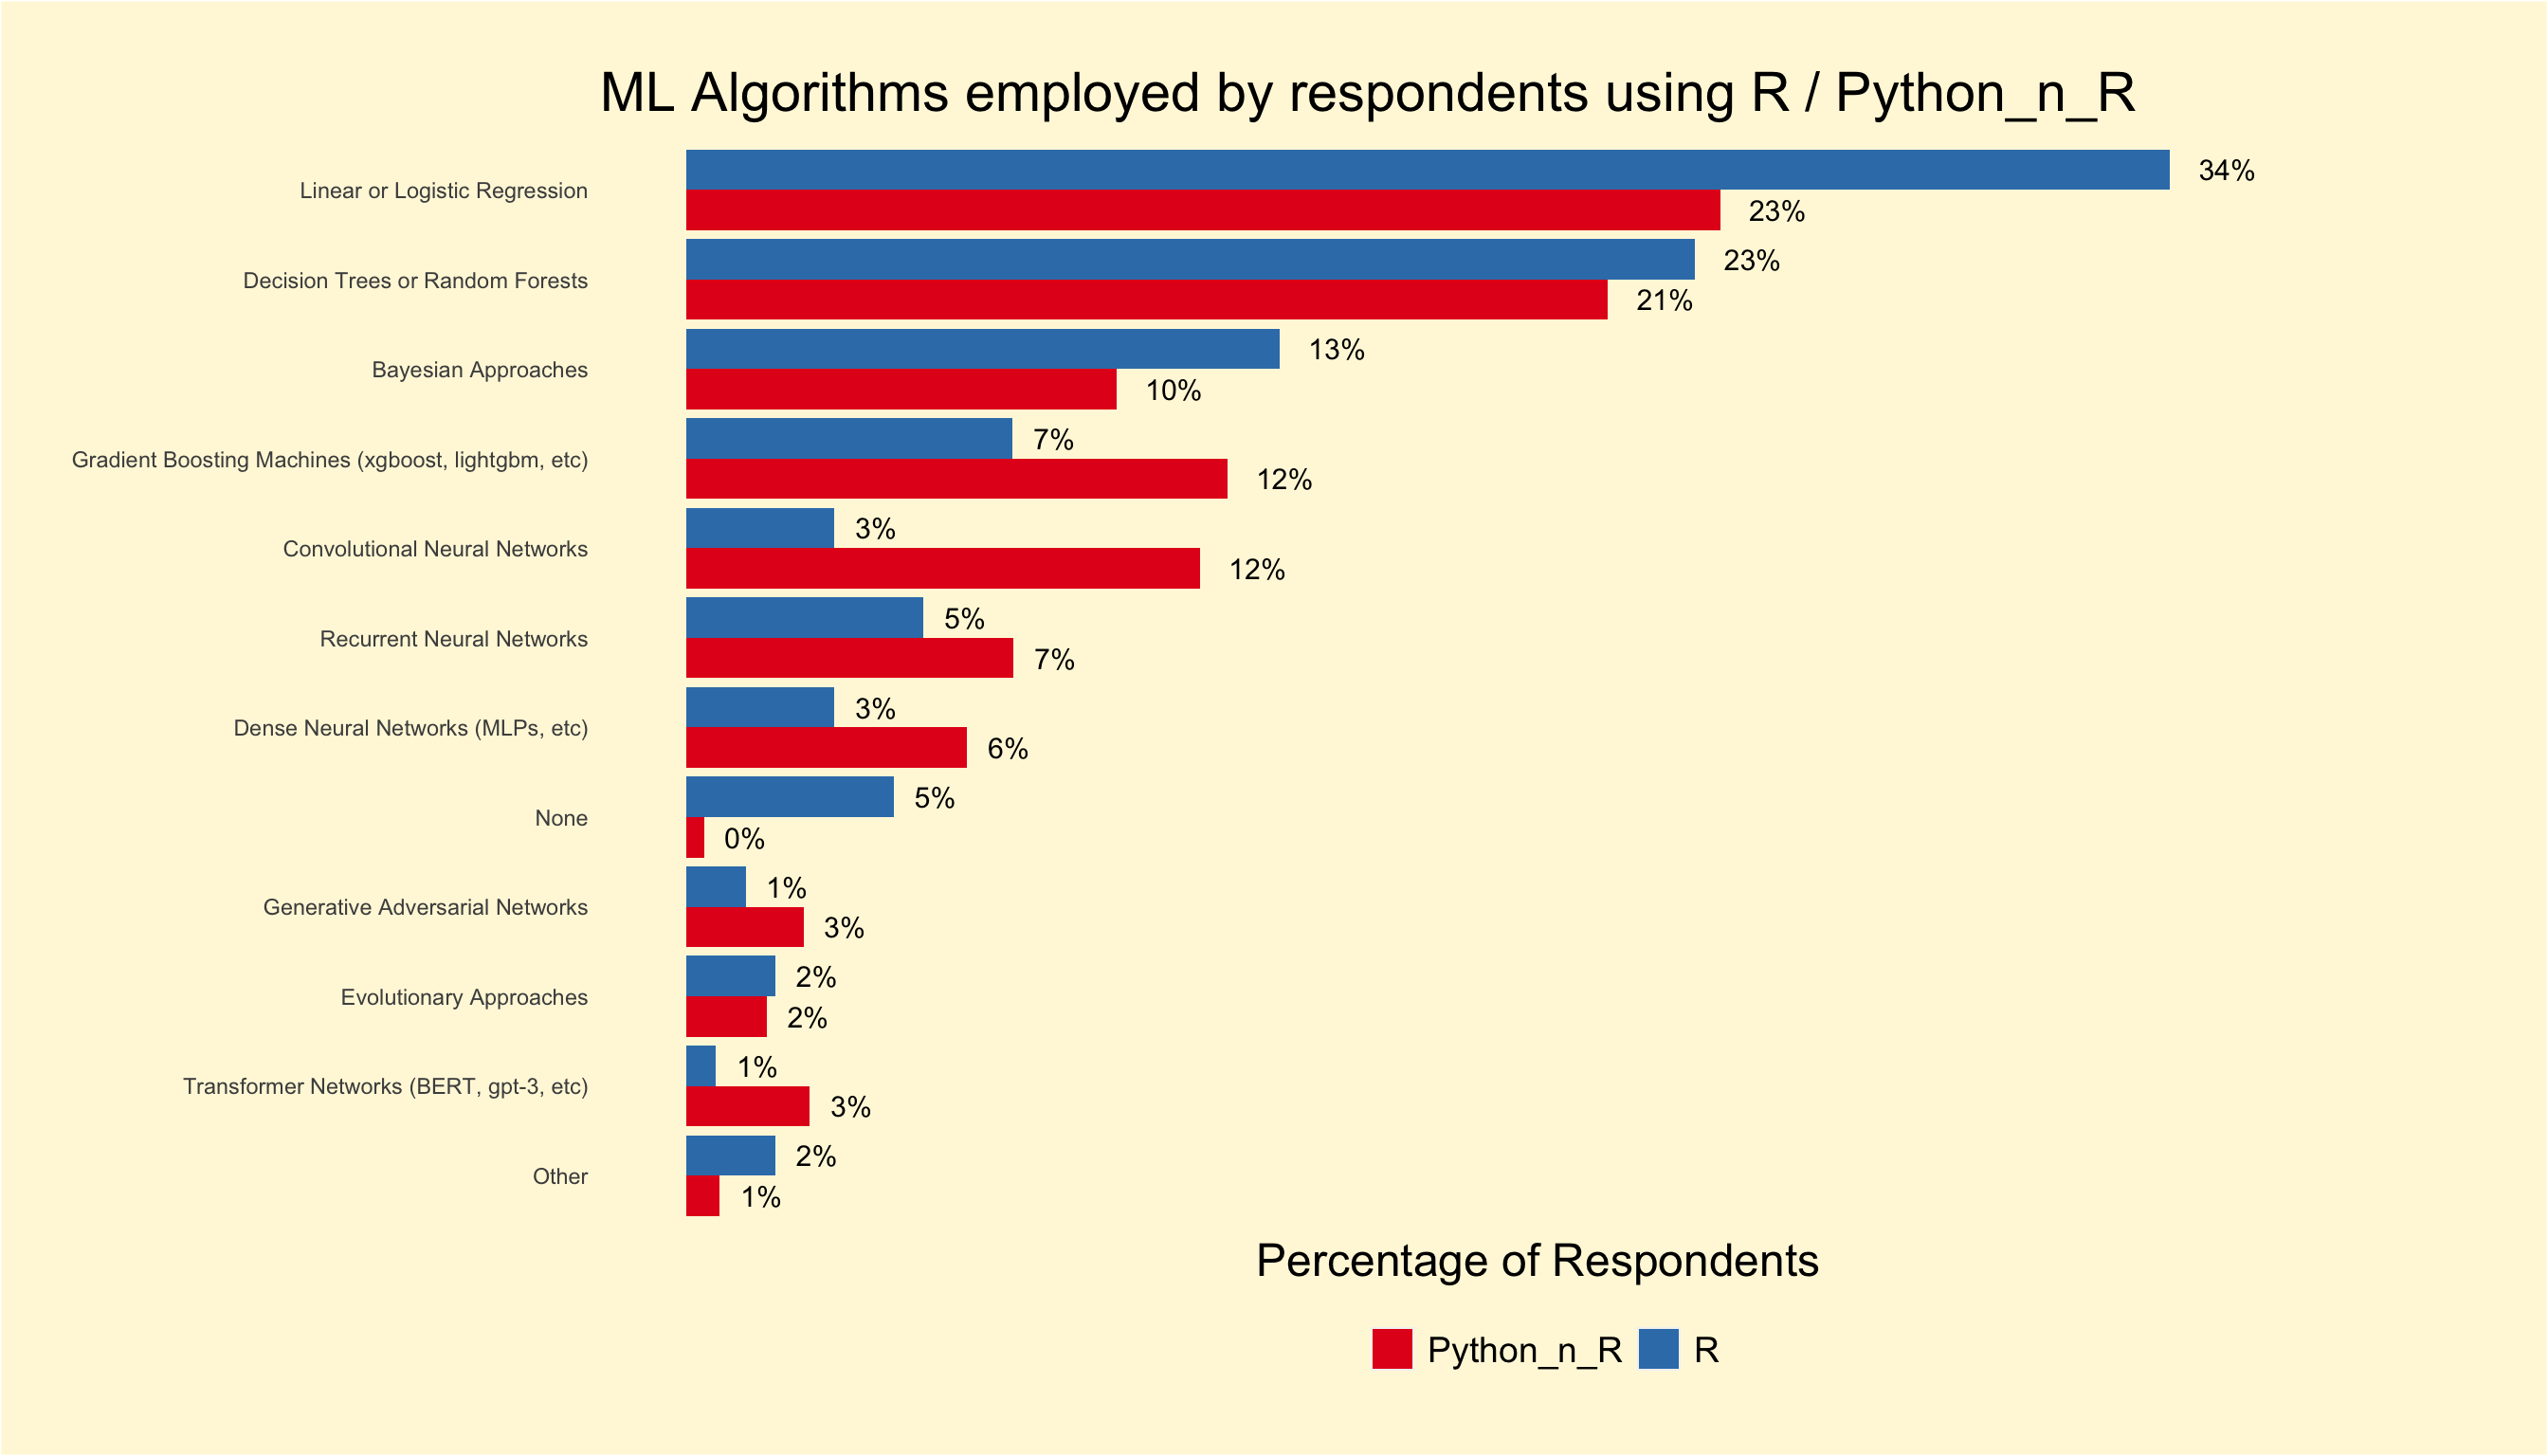 ML Algorithms employed by respondents using R / Python_n_R
Linear or Logistic Regression
34%
23%
Decision Trees or Random Forests
23%
21%
Bayesian Approaches
13%
10%
Gradient Boosting Machines (xgboost, lightgbm, etc)
7%
12%
Convolutional Neural Networks
3%
12%
Recurrent Neural Networks
5%
7%
Dense Neural Networks (MLPs, etc)
3%
6%
None
5%
0%
Generative Adversarial Networks
1%
3%
Evolutionary Approaches
2%
2%
Transformer Networks (BERT, gpt-3, etc)
1%
3%
Other
2%
1%
Percentage of Respondents
Python_n_R R